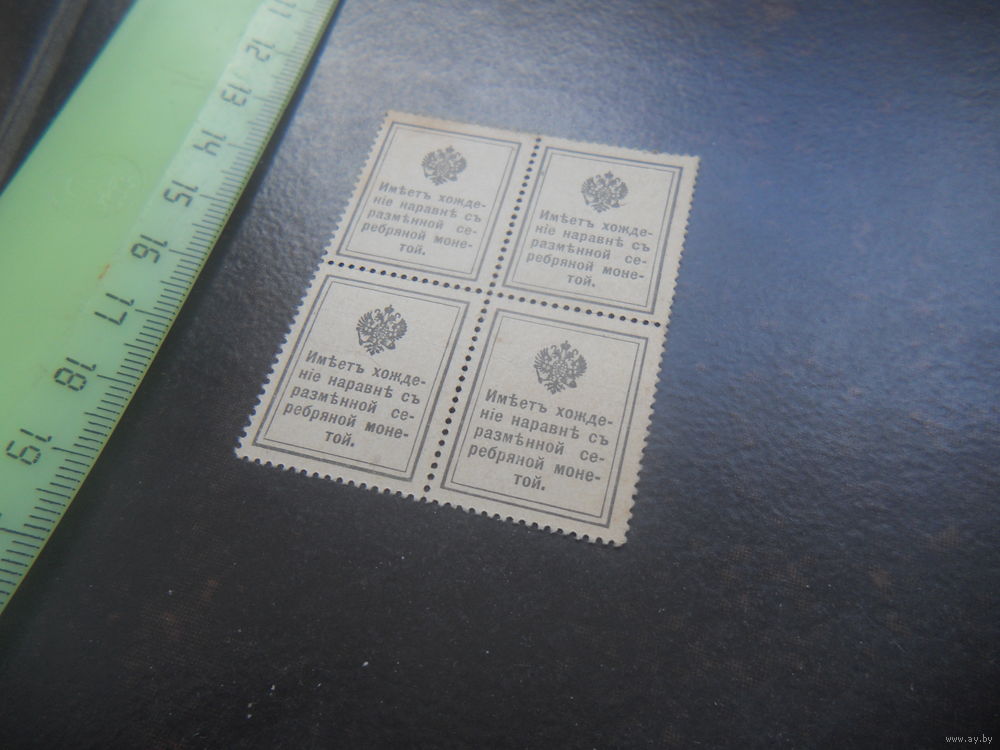 11
12
13
14
15
16
17
18
19
Имѣетъ хожде-
ніе наравнѣ съ
размѣнной се-
ребряной моне-
той.
Имѣетъ хожде-
ніе наравнѣ съ
размѣнной се-
ребряной моне-
той.
Имѣетъ хожде-
ніе наравнѣ съ
размѣнной се-
ребряной моне-
той.
Имѣетъ хожде-
ніе наравнѣ съ
размѣнной се-
ребряной моне-
той.
www.ay.by